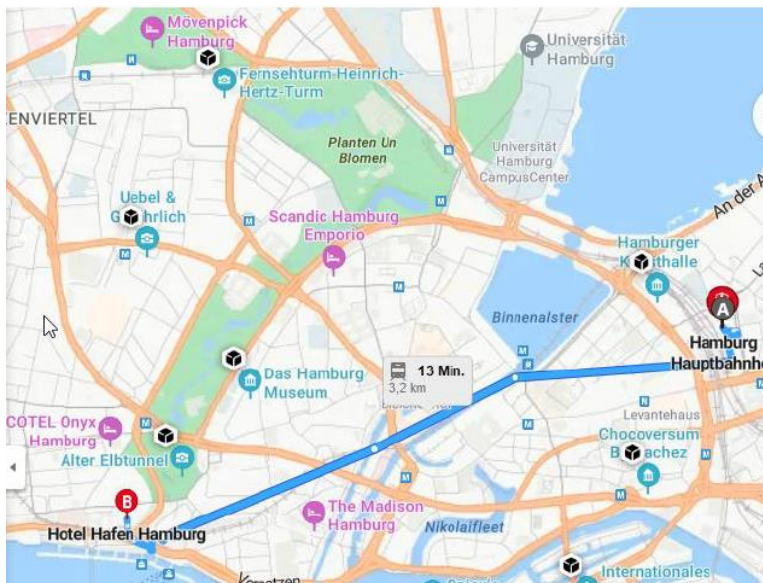 Mövenpick
Hamburg
Fernsehturm Heinrich-
Hertz-Turm
Universität
Hamburg
ENVIERTEL
Planten Un
Blomen
Universität
Hamburg
CampusCenter
An der A
Uebel &
Scandic Hamburg
Emporio
Hamburger
Binnenalster
A
Hamburg
Hauptbahnho
13 Min.
3,2 km
Das Hamburg
Museum
Levantehaus
COTEL Onyx
Hamburg
Chocoversum
Alter Elbtunnel
B
The Madison
Hamburg
Hotel Hafen Hamburg
Nikolaifleet
Vorsetzen
Internationales